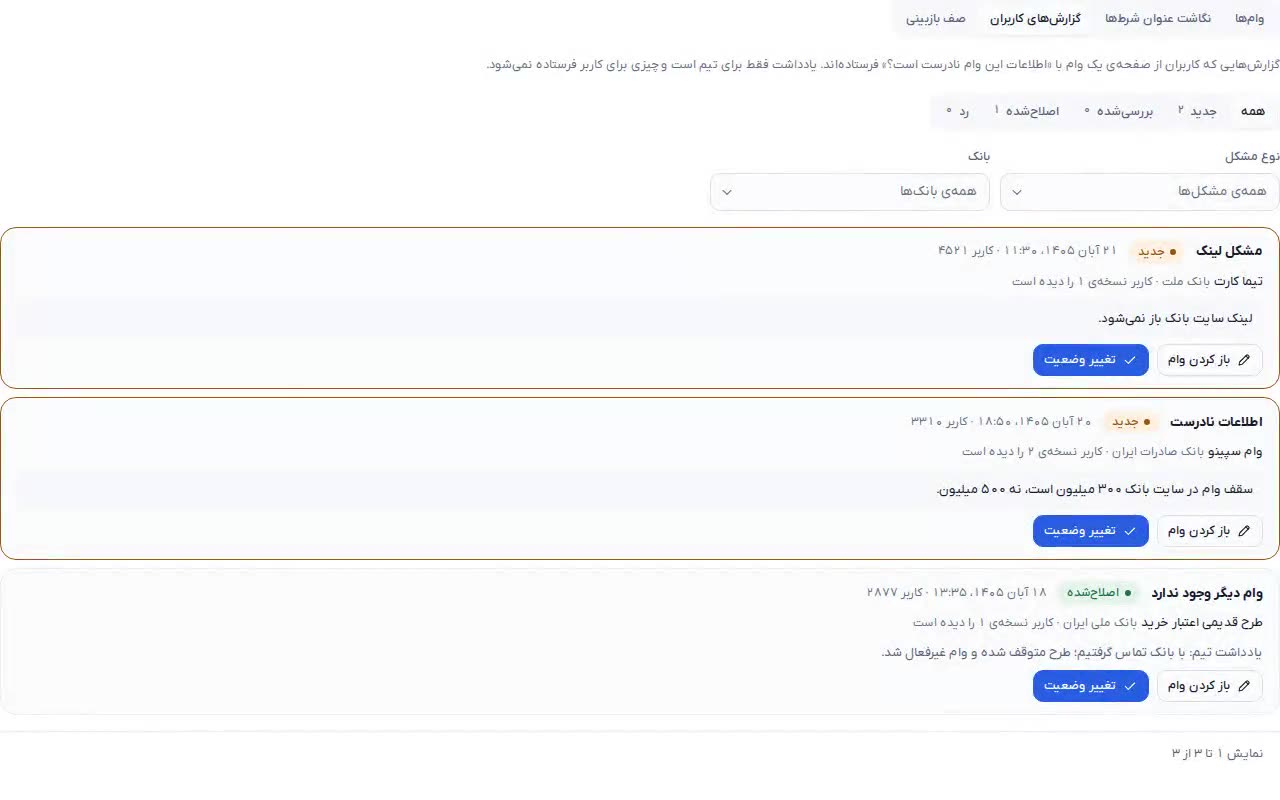 وام‌ها نگاشت عنوان شرط‌ها گزارش‌های کاربران صف بازبینی
گزارش‌هایی که کاربران از صفحه‌ی یک وام با «اطلاعات این وام نادرست است؟» فرستاده‌اند. یادداشت فقط برای تیم است و چیزی برای کاربر فرستاده نمی‌شود.
همه جدید ۲ بررسی‌شده ۰ اصلاح‌شده ۱ رد ۰
نوع مشکل بانک
همه‌ی مشکل‌ها همه‌ی بانک‌ها
مشکل لینک جدید ۲۱ آبان ۱۴۰۵، ۱۱:۳۰ · کاربر ۴۵۲۱
تیما کارت بانک ملت · کاربر نسخه‌ی ۱ را دیده است
لینک سایت بانک باز نمی‌شود.
باز کردن وام تغییر وضعیت
اطلاعات نادرست جدید ۲۰ آبان ۱۴۰۵، ۱۸:۵۰ · کاربر ۳۳۱۰
وام سپینو بانک صادرات ایران · کاربر نسخه‌ی ۲ را دیده است
سقف وام در سایت بانک ۳۰۰ میلیون است، نه ۵۰۰ میلیون.
باز کردن وام تغییر وضعیت
وام دیگر وجود ندارد اصلاح‌شده ۱۸ آبان ۱۴۰۵، ۱۳:۳۵ · کاربر ۲۸۷۷
طرح قدیمی اعتبار خرید بانک ملی ایران · کاربر نسخه‌ی ۱ را دیده است
یادداشت تیم: با بانک تماس گرفتیم؛ طرح متوقف شده و وام غیرفعال شد.
باز کردن وام تغییر وضعیت
نمایش ۱ تا ۳ از ۳